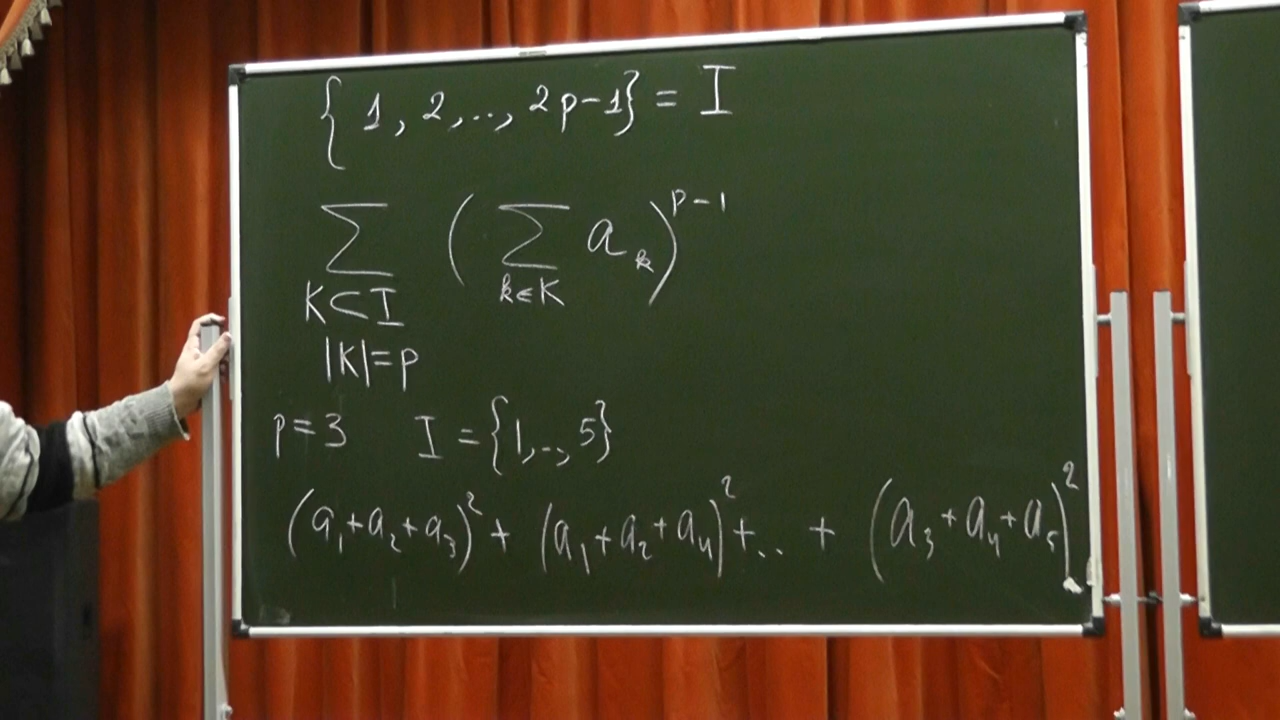 { 1, 2, .., 2p-1} = I
∑ ( ∑ a_k )^{p-1}
K⊂I k∈K
|K|=p
p=3 I={1,..,5}
(a₁+a₂+a₃)² + (a₁+a₂+a₄)² + .. + (a₃+a₄+a₅)²